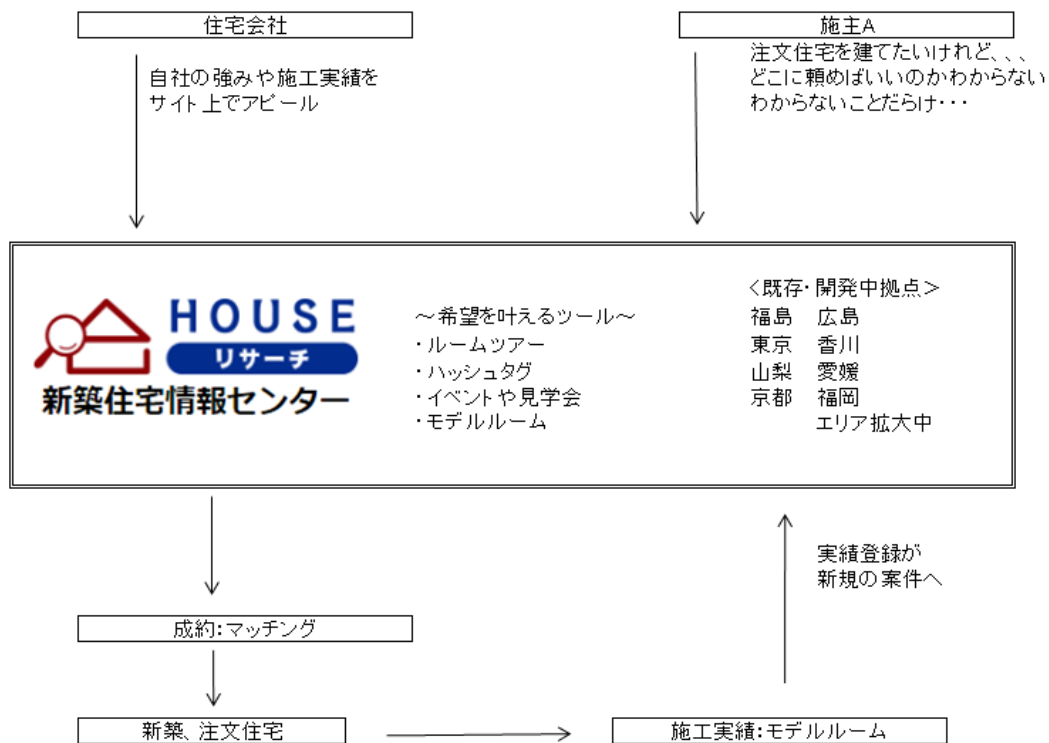 住宅会社
施主A
自社の強みや施工実績を
サイト上でアピール
注文住宅を建てたいけれど、、、
どこに頼めばいいのかわからない
わからないことだらけ・・・
HOUSE
リサーチ
新築住宅情報センター
～希望を叶えるツール～
・ルームツアー
・ハッシュタグ
・イベントや見学会
・モデルルーム
＜既存・開発中拠点＞
福島　広島
東京　香川
山梨　愛媛
京都　福岡
エリア拡大中
実績登録が
新規の案件へ
成約：マッチング
新築、注文住宅
施工実績：モデルルーム